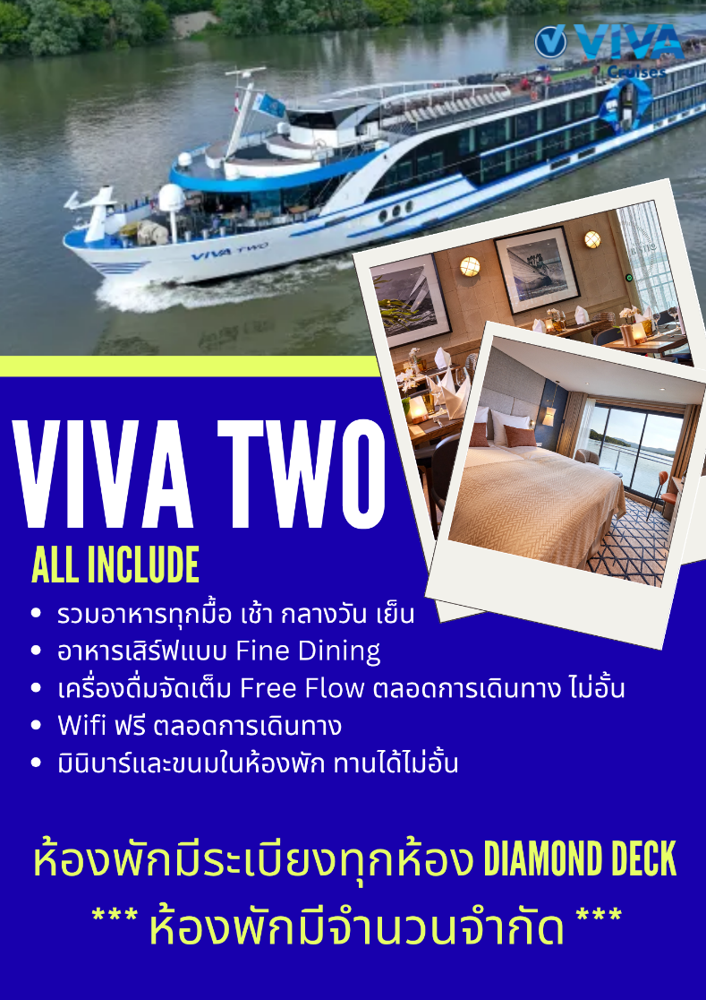 VIVA
Cruises
VIVA TWO
VIVA TWO
ALL INCLUDE
• รวมอาหารทุกมื้อ เช้า กลางวัน เย็น
• อาหารเสิร์ฟแบบ Fine Dining
• เครื่องดื่มจัดเต็ม Free Flow ตลอดการเดินทาง ไม่อั้น
• Wifi ฟรี ตลอดการเดินทาง
• มินิบาร์และขนมในห้องพัก ทานได้ไม่อั้น
ห้องพักมีระเบียงทุกห้อง DIAMOND DECK
*** ห้องพักมีจำนวนจำกัด ***